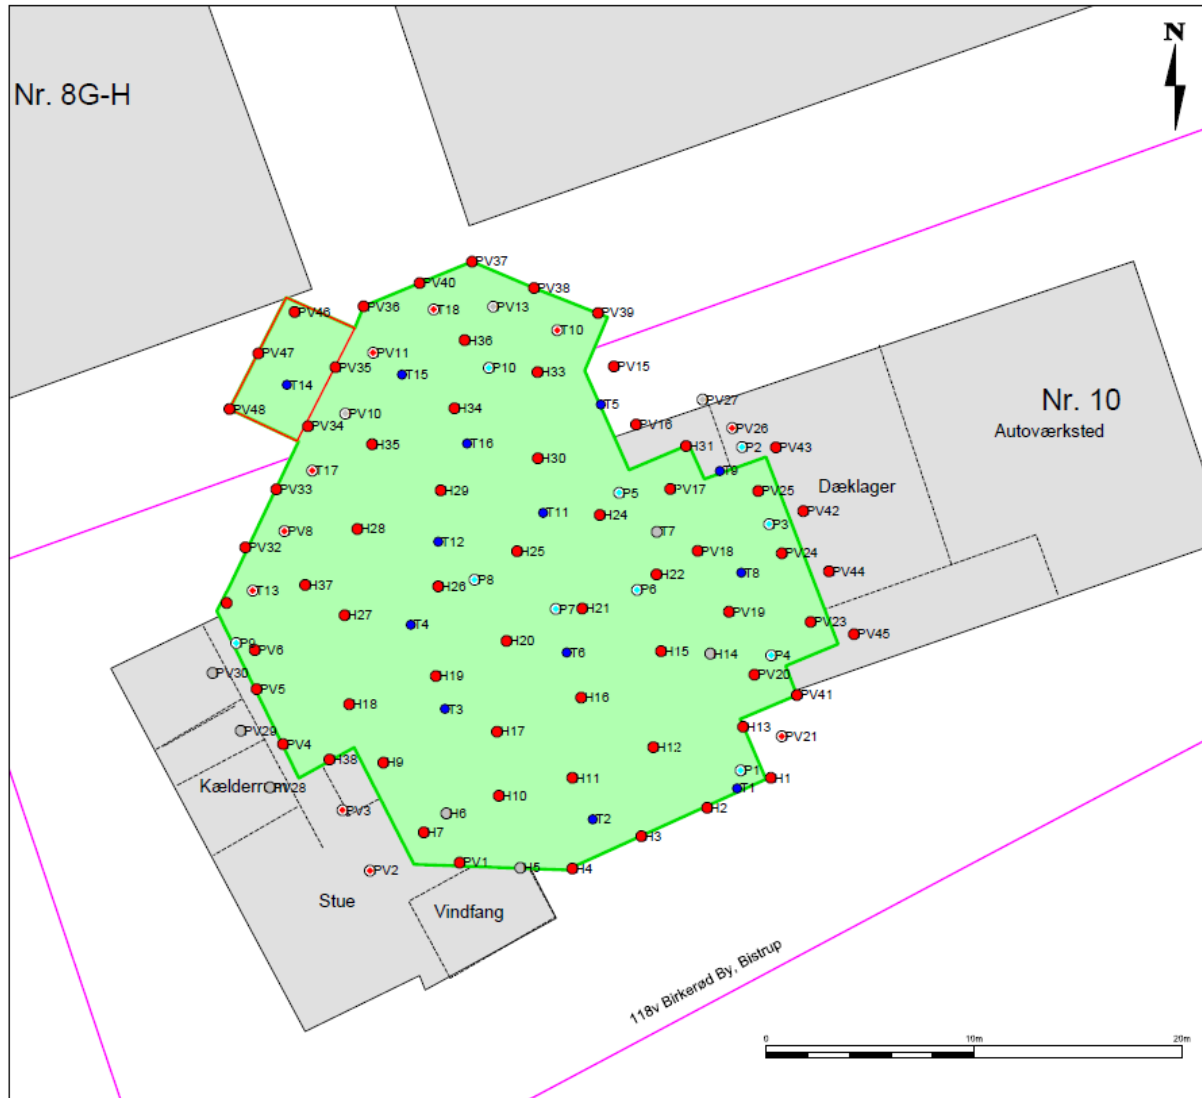 N
Nr. 8G-H
PV37
PV40
PV38
PV36
T18
PV13
PV39
PV46
T10
H36
PV47
PV11
PV35
P10
H33
PV15
T14
T15
PV48
PV10
H34
T5
PV27
Nr. 10
PV34
PV16
PV26
Autoværksted
H35
T16
H31
P2
PV43
H30
T17
T9
PV33
H29
P5
PV17
PV25
Dæklager
T11
H24
PV42
PV8
H28
T7
P3
T12
PV32
H25
PV18
PV24
H22
T8
PV44
P8
H37
H26
P6
T13
P7
H21
PV19
H27
T4
PV23
PV45
P9
H20
PV6
T6
H15
H14
P4
PV30
H19
PV20
PV5
H16
PV41
H18
T3
PV29
H17
H13
PV21
PV4
H12
H38
H9
P1
H11
H1
Kælderrum
PV28
H10
T1
PV3
H6
H2
T2
H7
H3
PV1
H5
H4
PV2
Stue
Vindfang
118v Birkerød By, Bistrup
0 10m 20m